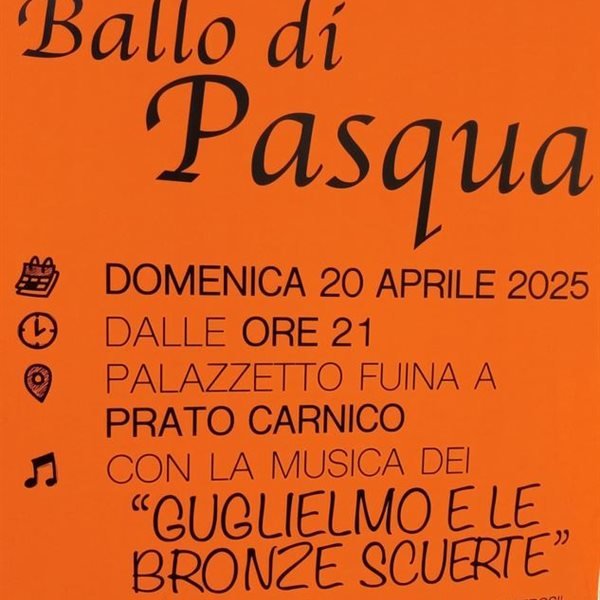 Ballo di
Pasqua
DOMENICA 20 APRILE 2025
DALLE ORE 21
PALAZZETTO FUINA A
PRATO CARNICO
CON LA MUSICA DEI
"GUGLIELMO E LE
BRONZE SCUERTE"